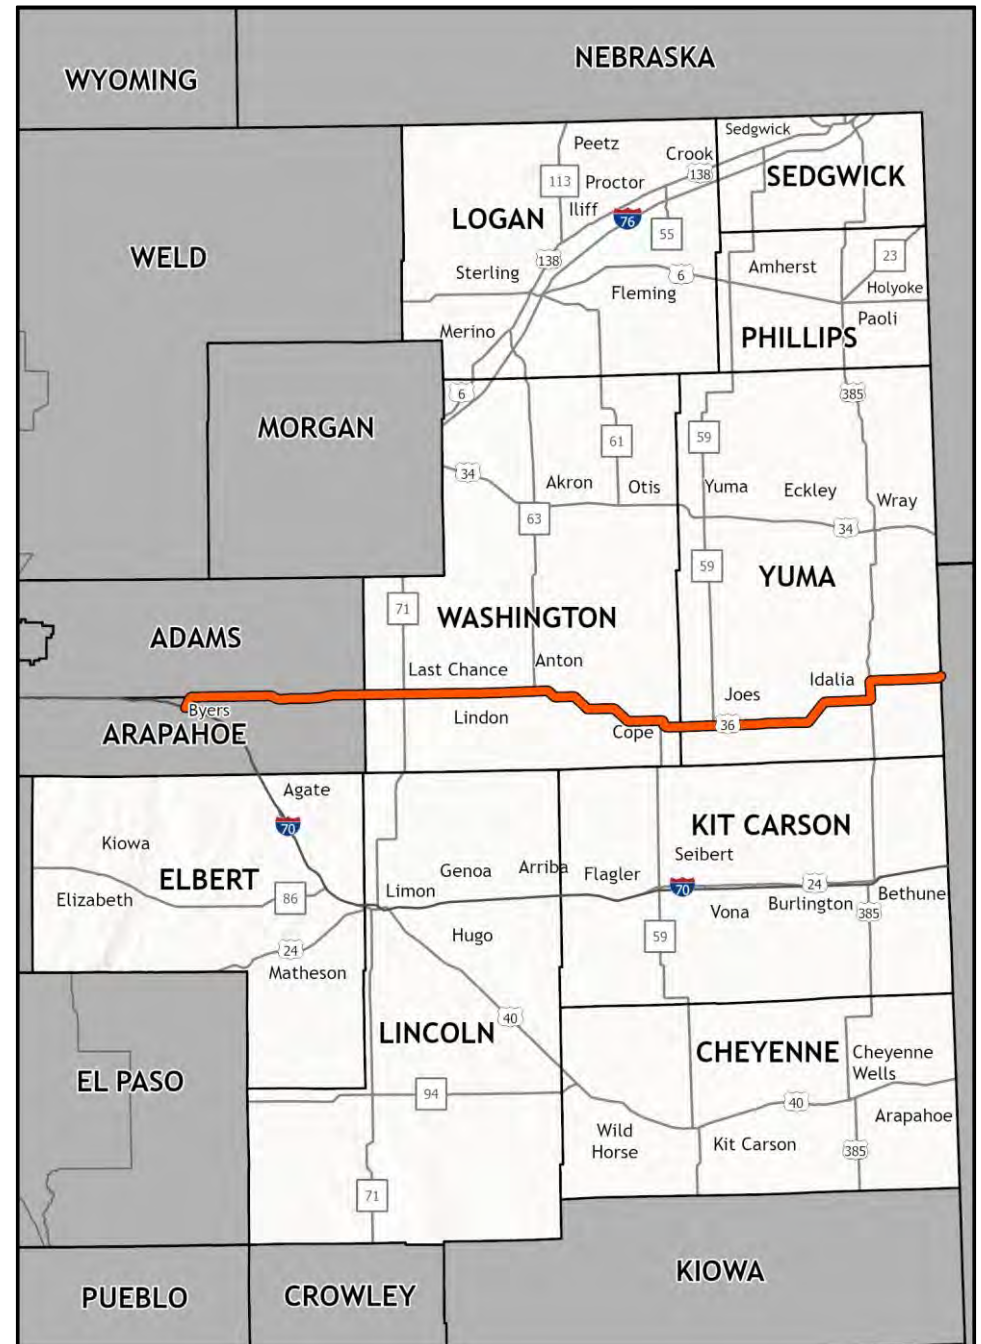 NEBRASKA
WYOMING
Sedgwick
Peetz
Crook
138
SEDGWICK
113
Proctor
LOGAN
Iliff
76
55
WELD
138
23
Sterling
6
Amherst
Fleming
Holyoke
Merino
Paoli
PHILLIPS
6
385
MORGAN
61
59
34
Akron
Otis
Yuma
Eckley
Wray
63
34
59
YUMA
71
WASHINGTON
ADAMS
Last Chance
Anton
Idalia
Joes
Byers
Lindon
36
ARAPAHOE
Cope
Agate
70
KIT CARSON
Kiowa
Seibert
Genoa
Arriba
Flagler
ELBERT
70
24
Limon
86
Elizabeth
Vona
Burlington
Bethune
385
Hugo
59
24
Matheson
40
LINCOLN
CHEYENNE
Cheyenne
Wells
EL PASO
94
40
Arapahoe
Wild
Horse
Kit Carson
385
71
KIOWA
PUEBLO
CROWLEY